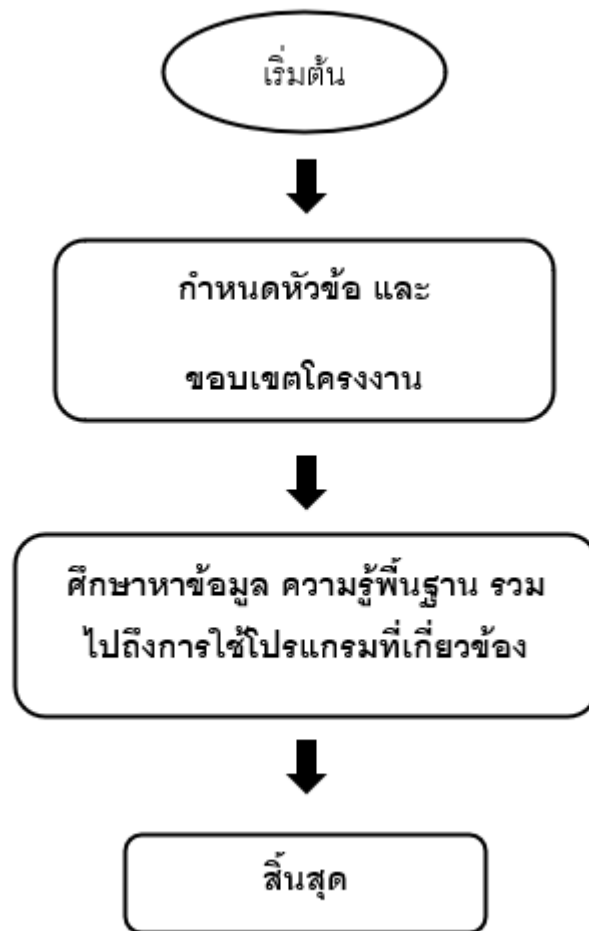 เริ่มต้น
กำหนดหัวข้อ และ
ขอบเขตโครงงาน
ศึกษาหาข้อมูล ความรู้พื้นฐาน รวม
ไปถึงการใช้โปรแกรมที่เกี่ยวข้อง
สิ้นสุด